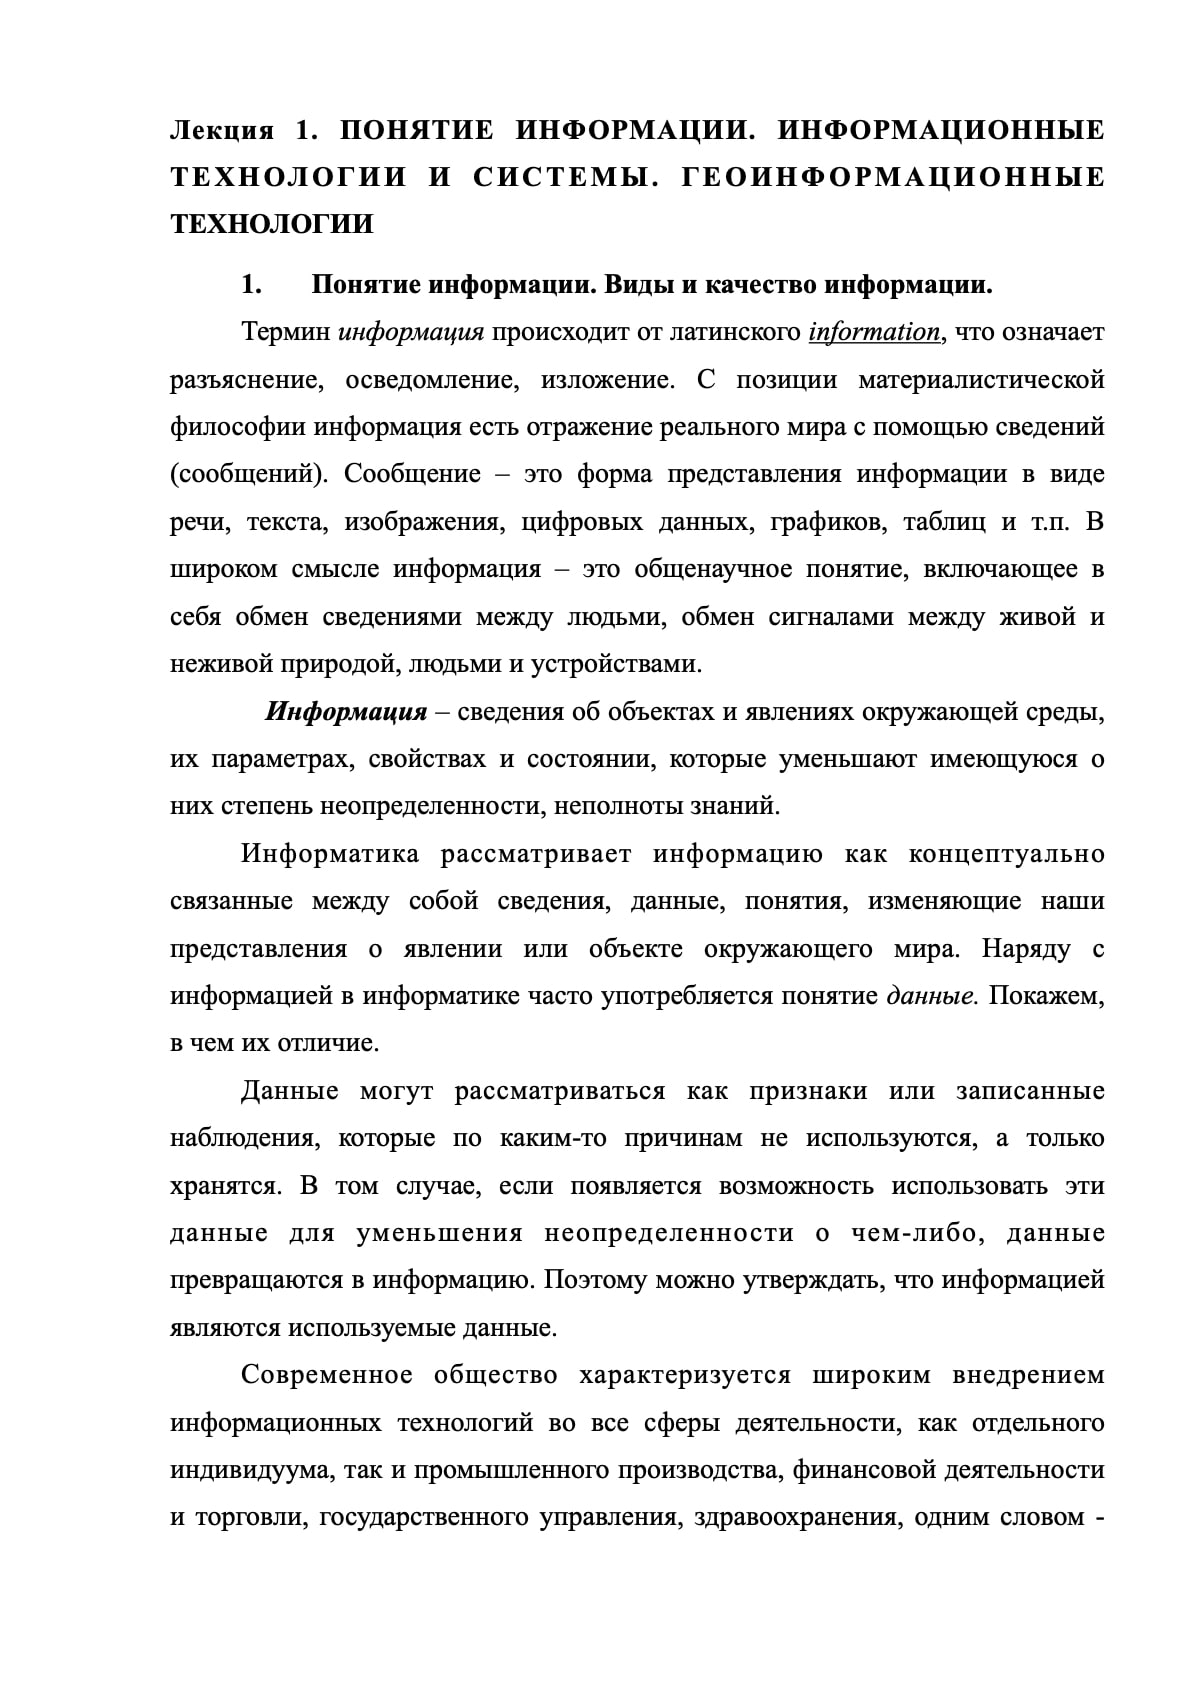 Лекция 1. ПОНЯТИЕ ИНФОРМАЦИИ. ИНФОРМАЦИОННЫЕ
ТЕХНОЛОГИИ И СИСТЕМЫ. ГЕОИНФОРМАЦИОННЫЕ
ТЕХНОЛОГИИ
1. Понятие информации. Виды и качество информации.
Термин информация происходит от латинского information, что означает
разъяснение, осведомление, изложение. С позиции материалистической
философии информация есть отражение реального мира с помощью сведений
(сообщений). Сообщение – это форма представления информации в виде
речи, текста, изображения, цифровых данных, графиков, таблиц и т.п. В
широком смысле информация – это общенаучное понятие, включающее в
себя обмен сведениями между людьми, обмен сигналами между живой и
неживой природой, людьми и устройствами.
Информация – сведения об объектах и явлениях окружающей среды,
их параметрах, свойствах и состоянии, которые уменьшают имеющуюся о
них степень неопределенности, неполноты знаний.
Информатика рассматривает информацию как концептуально
связанные между собой сведения, данные, понятия, изменяющие наши
представления о явлении или объекте окружающего мира. Наряду с
информацией в информатике часто употребляется понятие данные. Покажем,
в чем их отличие.
Данные могут рассматриваться как признаки или записанные
наблюдения, которые по каким-то причинам не используются, а только
хранятся. В том случае, если появляется возможность использовать эти
данные для уменьшения неопределенности о чем-либо, данные
превращаются в информацию. Поэтому можно утверждать, что информацией
являются используемые данные.
Современное общество характеризуется широким внедрением
информационных технологий во все сферы деятельности, как отдельного
индивидуума, так и промышленного производства, финансовой деятельности
и торговли, государственного управления, здравоохранения, одним словом -